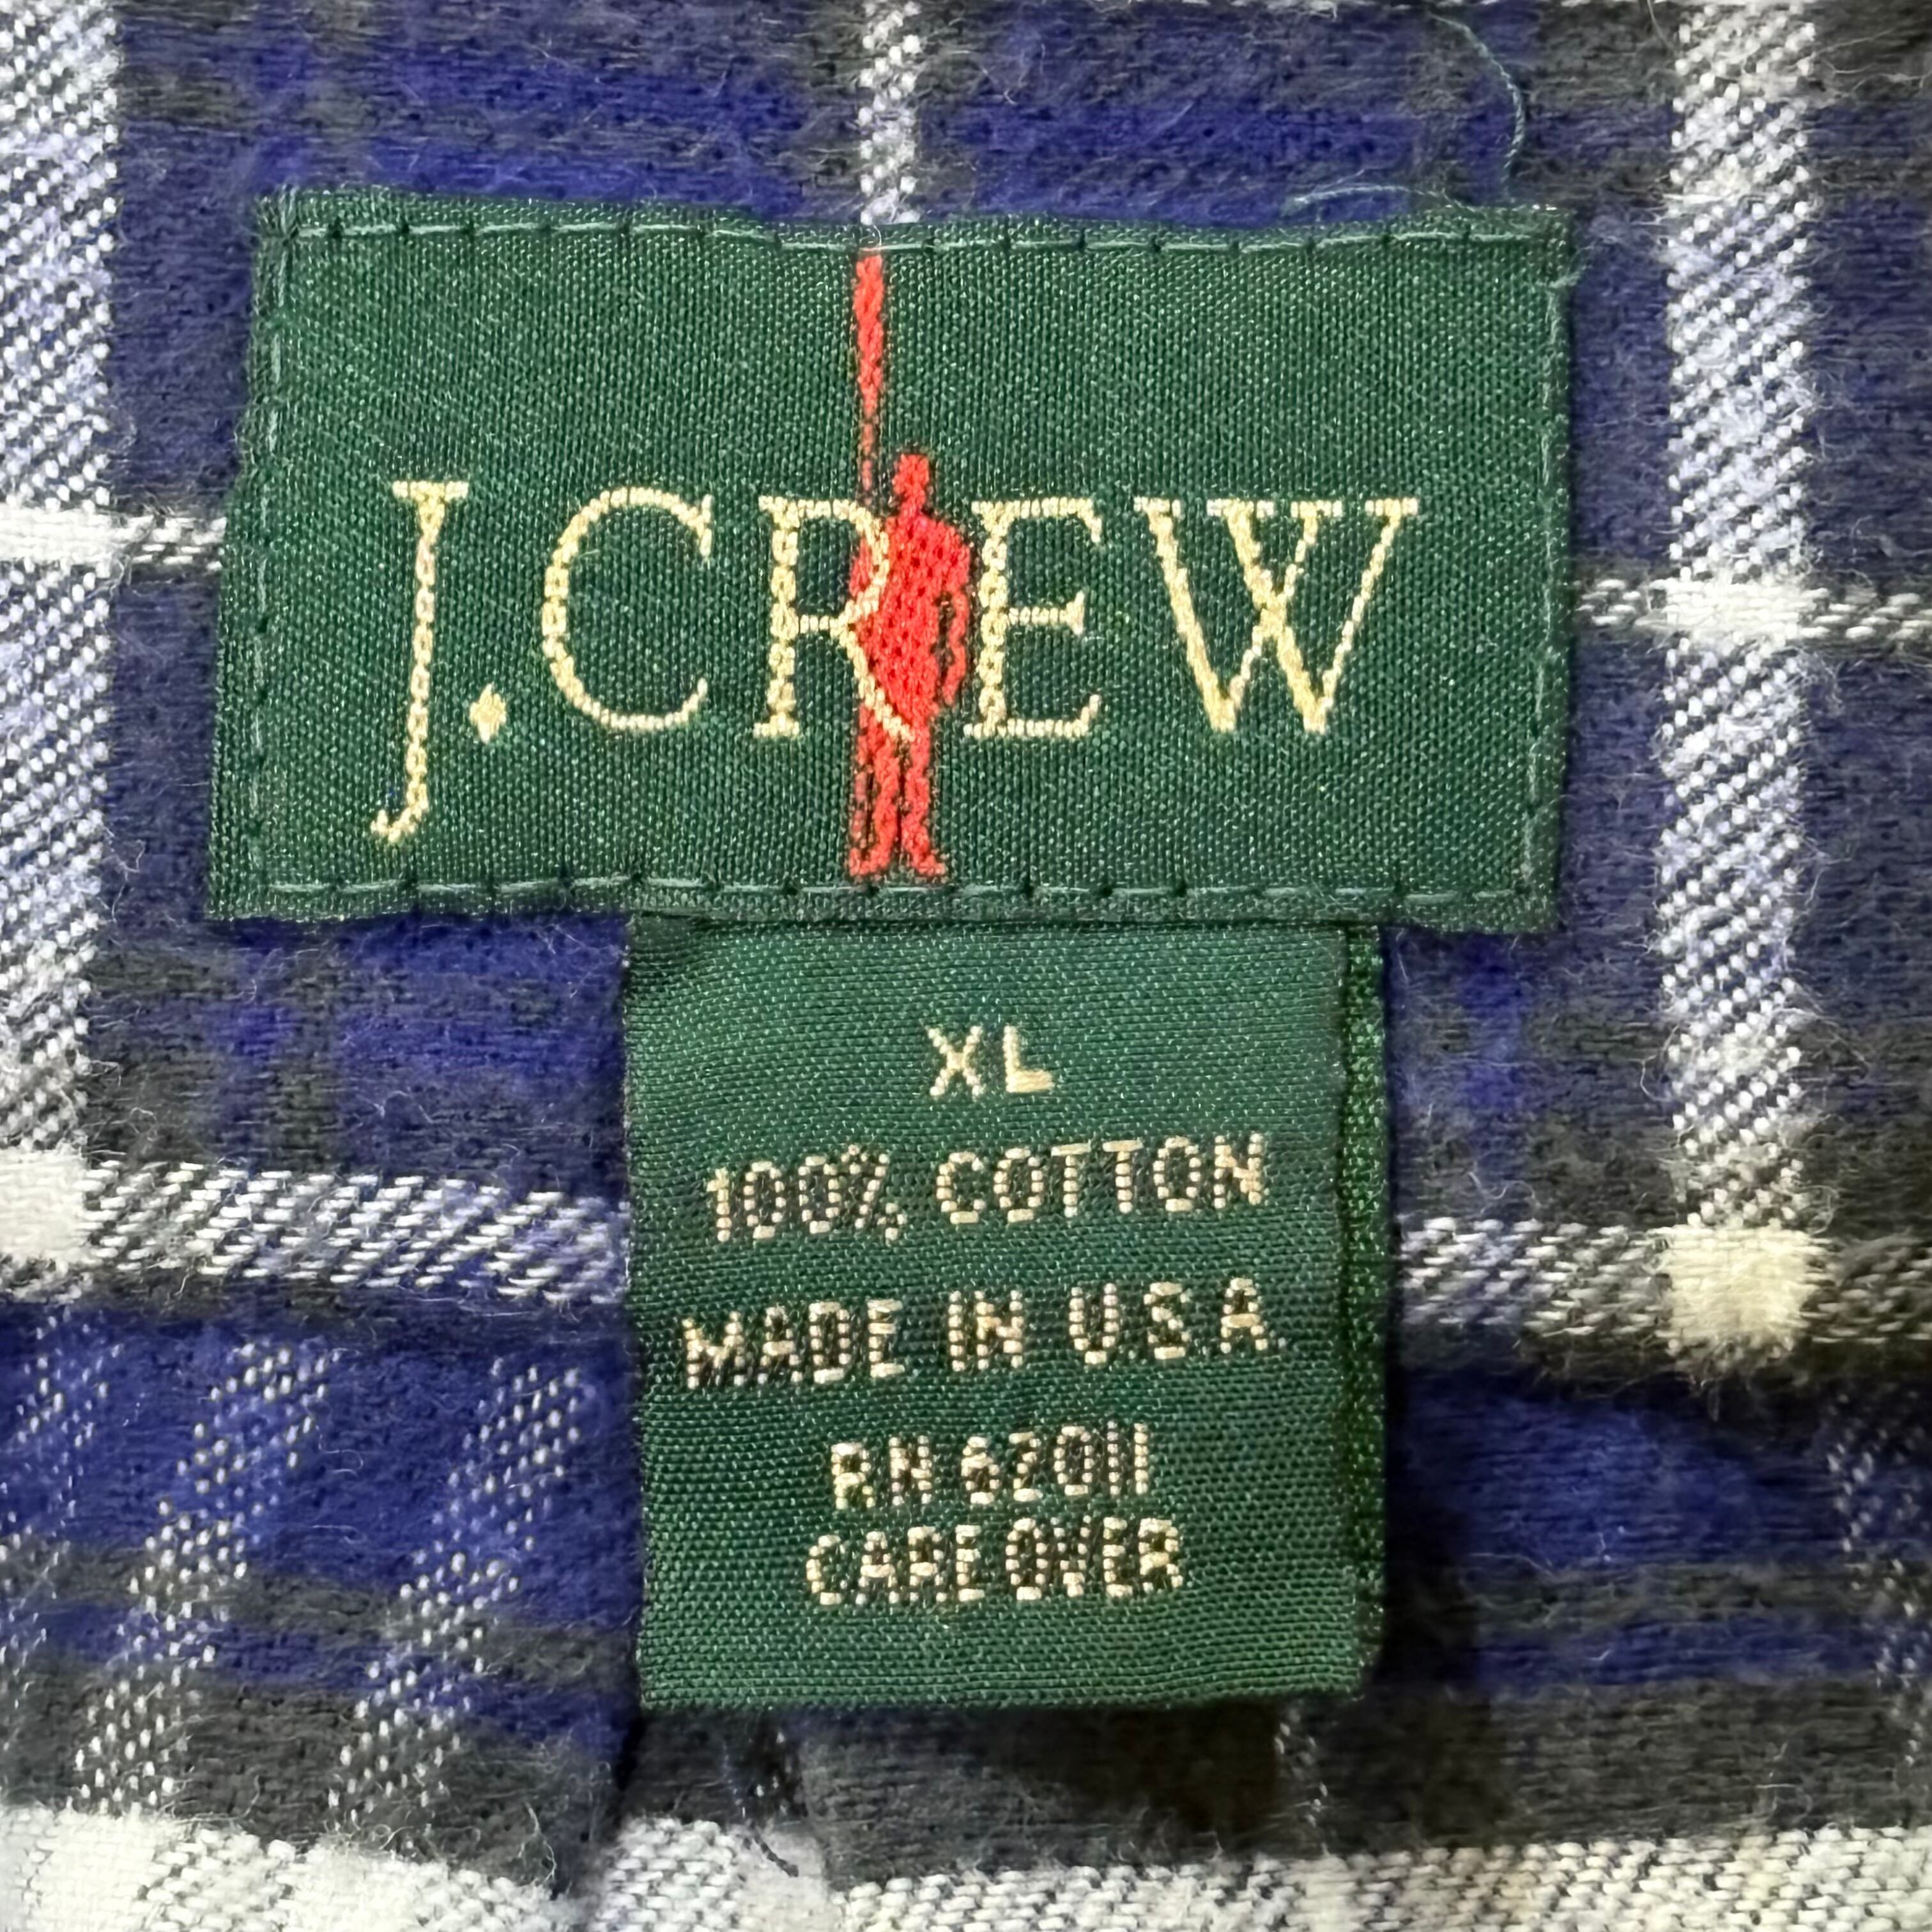 J.CREW
XL
100% COTTON
MADE IN U.S.A.
RN 62011
CARE OVER